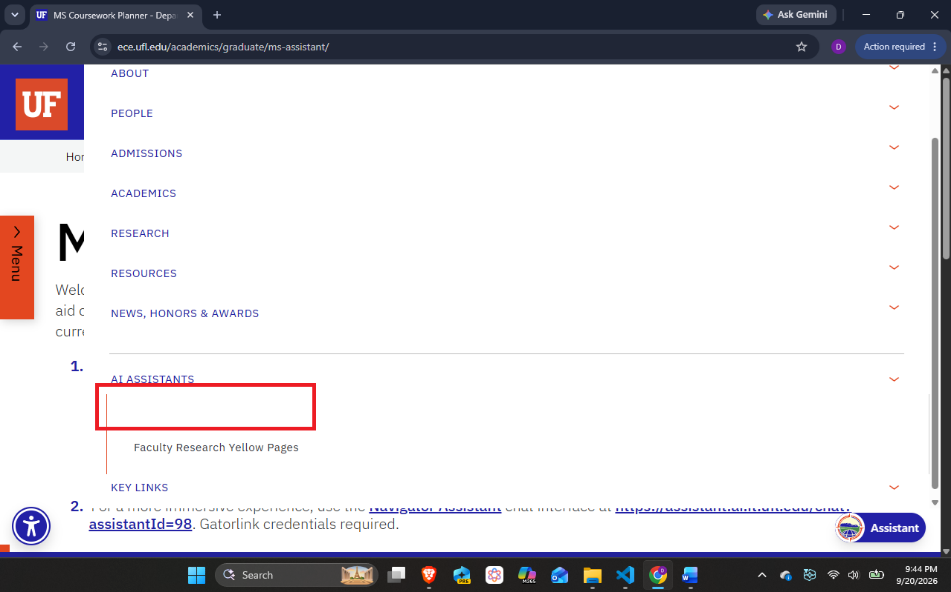 UF MS Coursework Planner - Depa
Ask Gemini
ece.ufl.edu/academics/graduate/ms-assistant/
D
Action required
UF
Hor
ABOUT
PEOPLE
ADMISSIONS
ACADEMICS
RESEARCH
RESOURCES
NEWS, HONORS & AWARDS
Menu
M
Welc
aid c
curre
1.
AI ASSISTANTS
Faculty Research Yellow Pages
KEY LINKS
2. For a more immersive experience, use the Navigator Assistant chat interface at https://assistant.ai.it.ufl.edu/chat?
assistantId=98. Gatorlink credentials required.
Assistant
Search
9:44 PM
9/20/2026